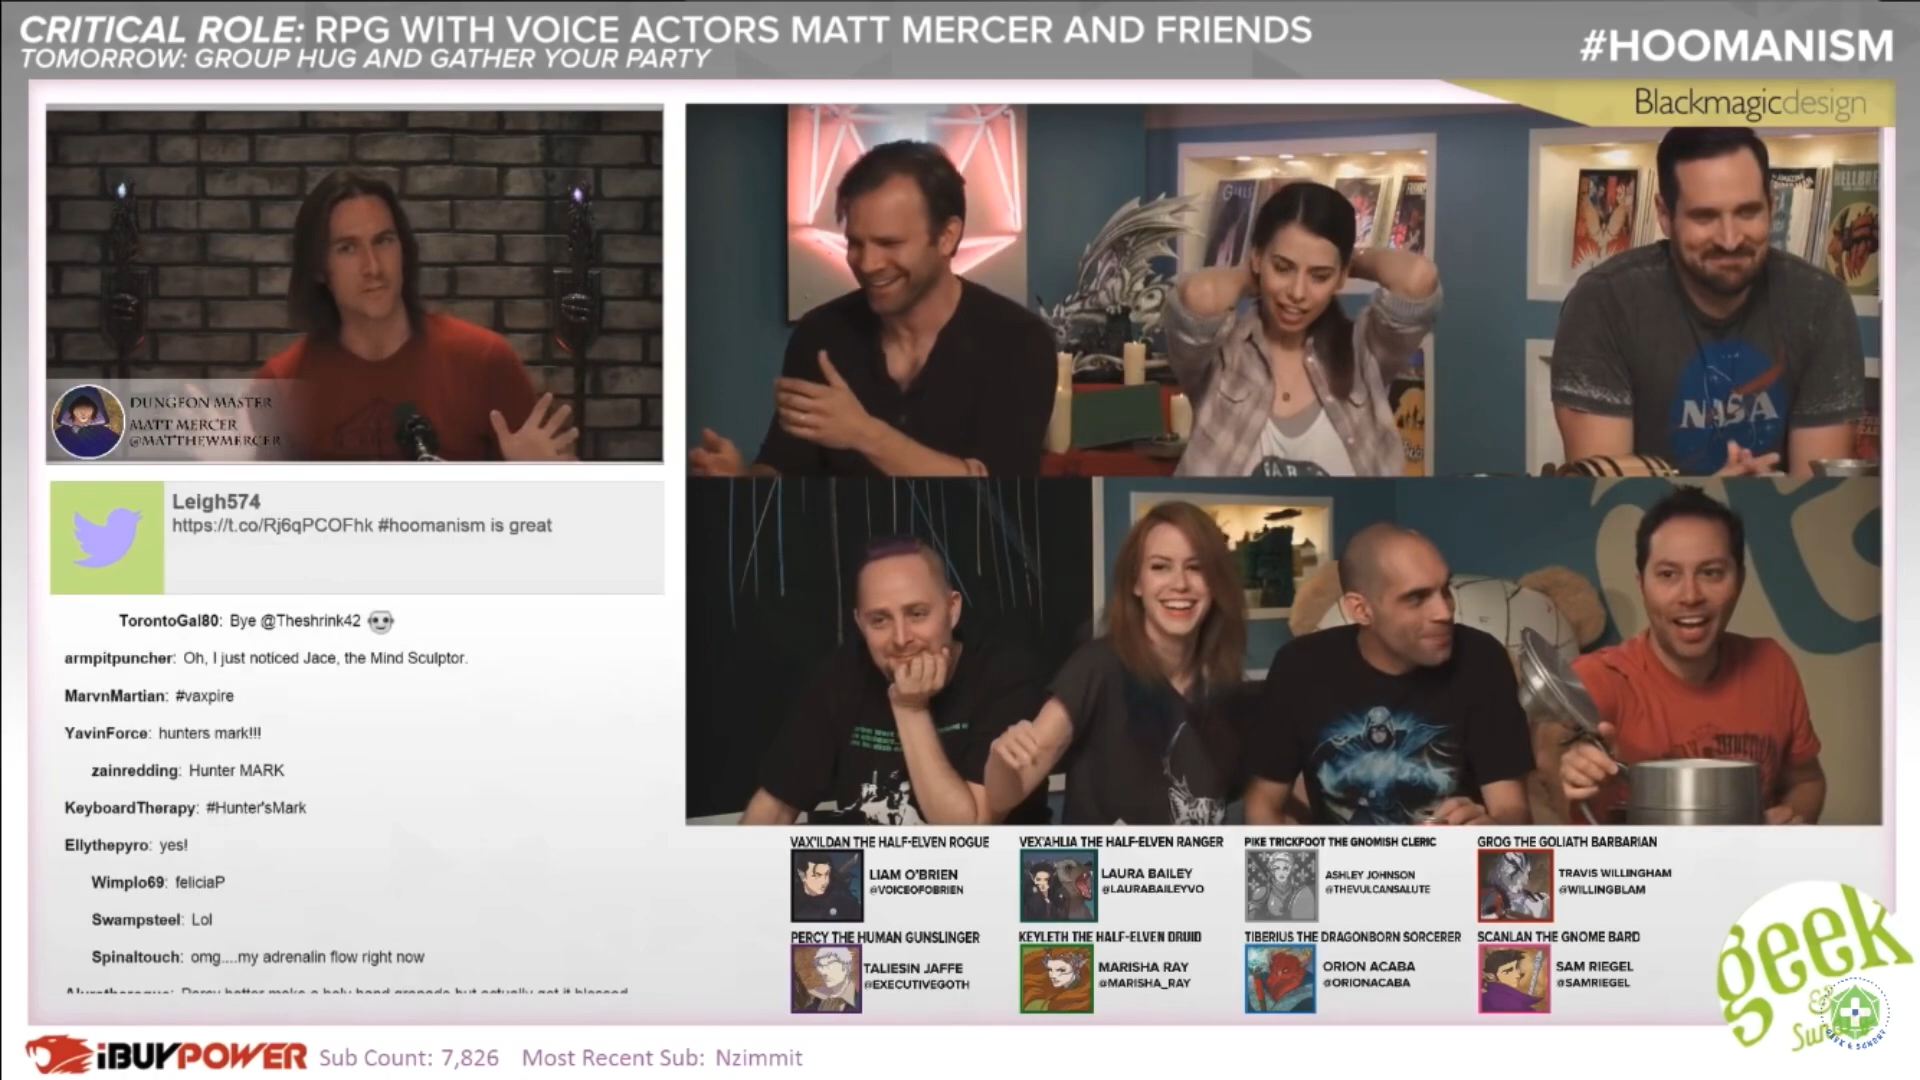 CRITICAL ROLE: RPG WITH VOICE ACTORS MATT MERCER AND FRIENDS
TOMORROW: GROUP HUG AND GATHER YOUR PARTY
#HOOMANISM
Blackmagicdesign
DUNGEON MASTER
MATT MERCER
@MATTHEWMERCER
NASA
Leigh574
https://t.co/Rj6qPCOFhk #hoomanism is great
TorontoGal80: Bye @Theshrink42
armpitpuncher: Oh, I just noticed Jace, the Mind Sculptor.
MarvnMartian: #vaxpire
YavinForce: hunters mark!!!
zainredding: Hunter MARK
KeyboardTherapy: #Hunter'sMark
Ellythepyro: yes!
Wimplo69: feliciaP
Swampsteel: Lol
Spinaltouch: omg....my adrenalin flow right now
VAX'ILDAN THE HALF-ELVEN ROGUE
LIAM O'BRIEN
@VOICEOFOBRIEN
VEX'AHLIA THE HALF-ELVEN RANGER
LAURA BAILEY
@LAURABAILEYVO
PIKE TRICKFOOT THE GNOMISH CLERIC
ASHLEY JOHNSON
@THEVULCANSALUTE
GROG THE GOLIATH BARBARIAN
TRAVIS WILLINGHAM
@WILLINGBLAM
PERCY THE HUMAN GUNSLINGER
TALIESIN JAFFE
@EXECUTIVEGOTH
KEYLETH THE HALF-ELVEN DRUID
MARISHA RAY
@MARISHA_RAY
TIBERIUS THE DRAGONBORN SORCERER
ORION ACABA
@ORIONACABA
SCANLAN THE GNOME BARD
SAM RIEGEL
@SAMRIEGEL
geek
iBUYPOWER
Sub Count: 7,826 Most Recent Sub: Nzimmit